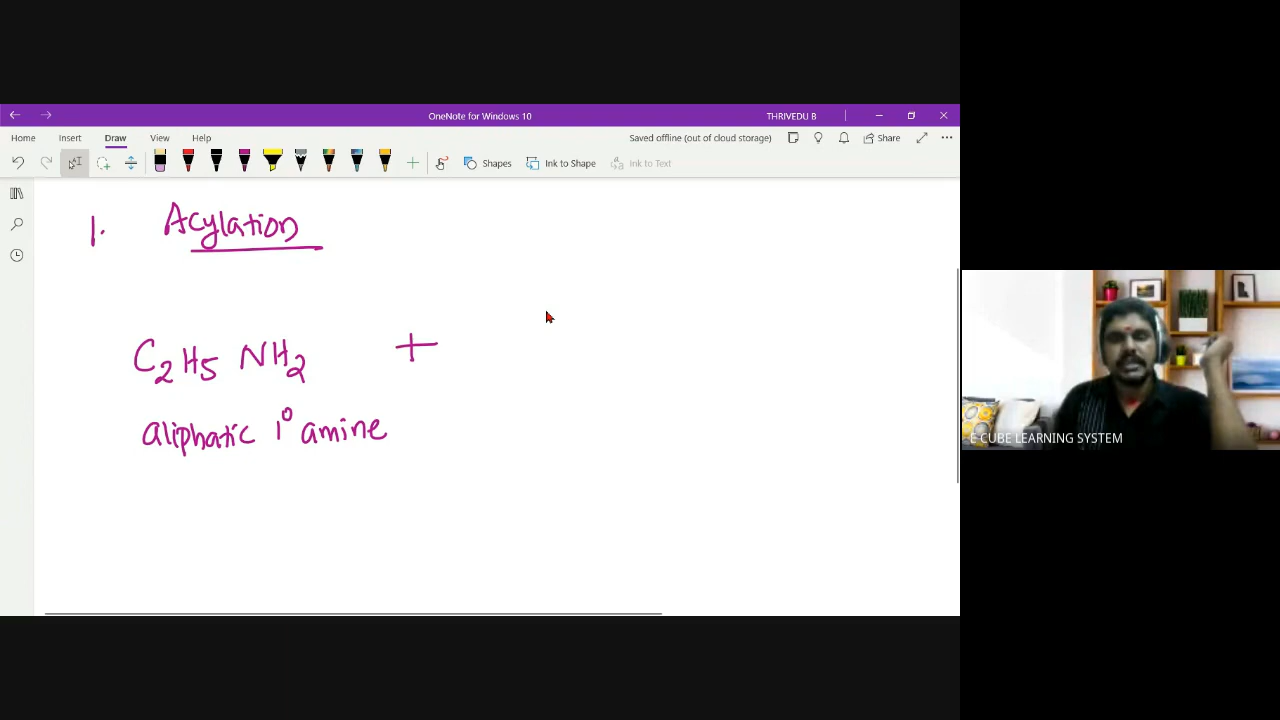 OneNote for Windows 10
THRIVEDU B
Home Insert Draw View Help
Saved offline (out of cloud storage)
Share
Shapes
Ink to Shape
Ink to Text
1. Acylation
C2H5 NH2 +
aliphatic 1° amine
E CUBE LEARNING SYSTEM